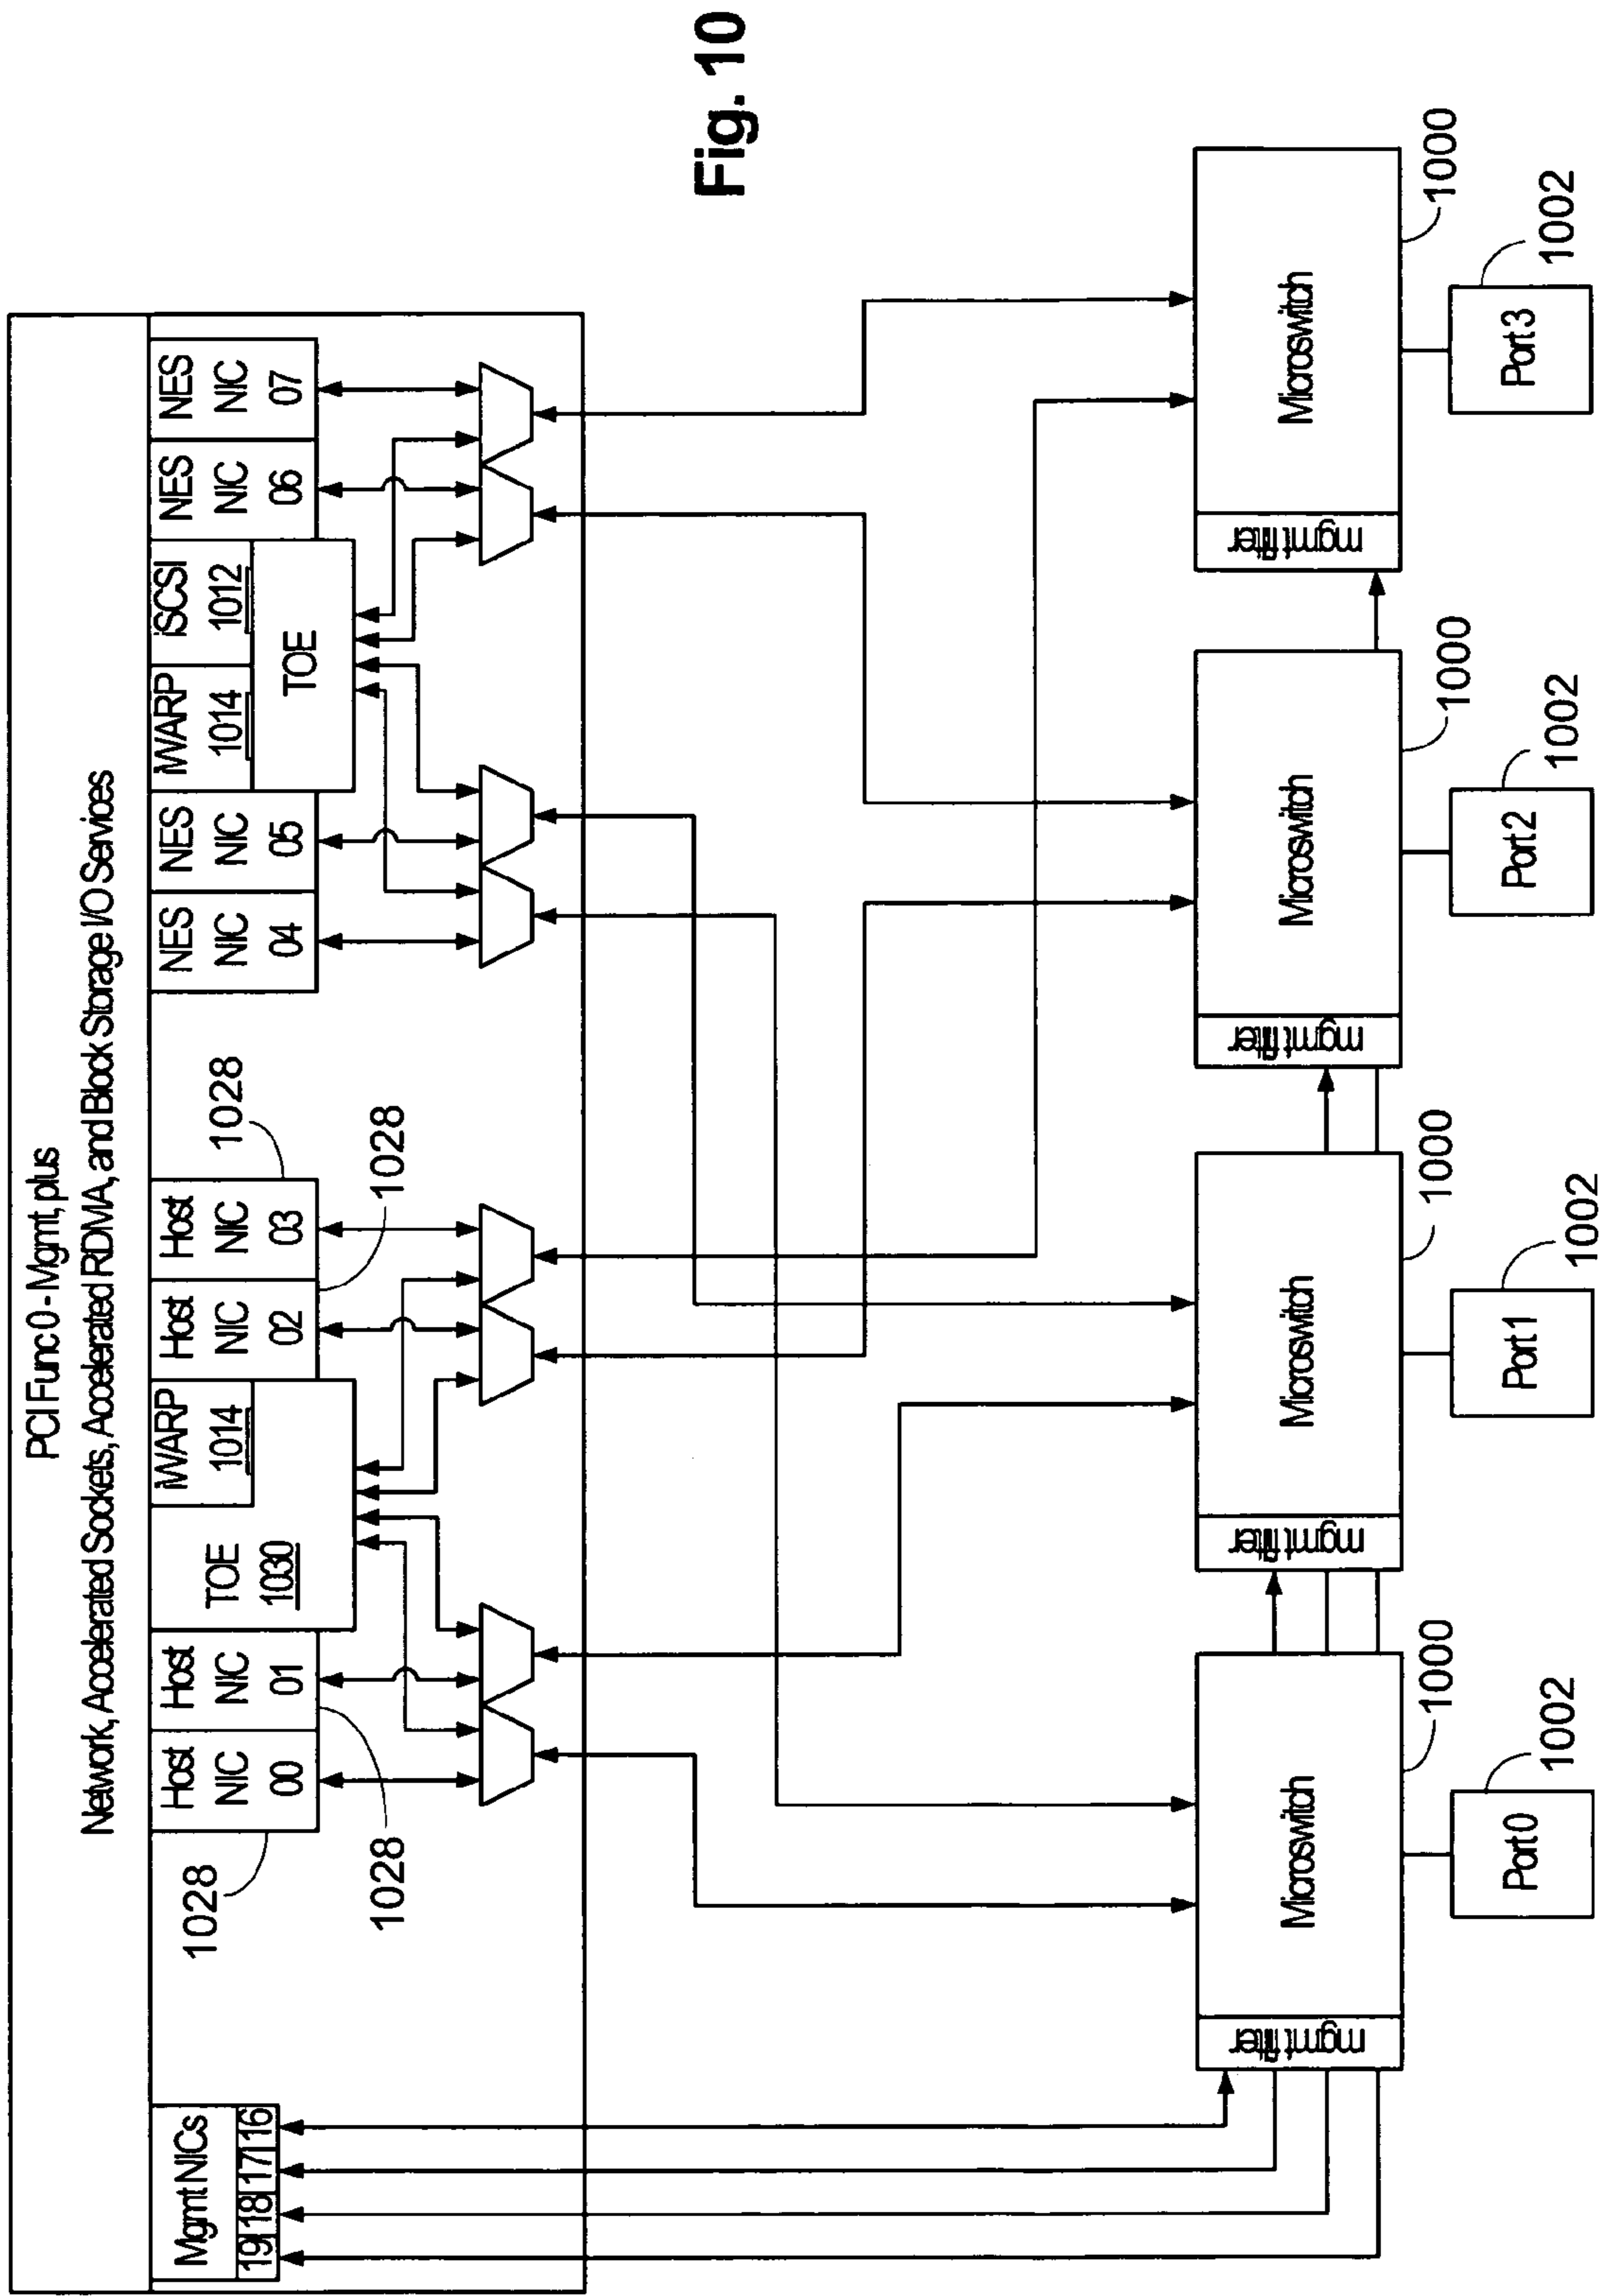 PCI Func 0 - Mgmt, plus
Network, Accelerated Sockets, Accelerated RDMA, and Block Storage I/O Services
Mgmt NICs
19 18 17 16
Host NIC 00
1028
Host NIC 01
1028
TOE
1030
iWARP
1014
Host NIC 02
1028
Host NIC 03
1028
NES NIC 04
NES NIC 05
iWARP
1014
iSCSI
1012
TOE
NES NIC 06
NES NIC 07
mgmt filter
Microswitch
1000
Port 0
1002
mgmt filter
Microswitch
1000
Port 1
1002
mgmt filter
Microswitch
1000
Port 2
1002
mgmt filter
Microswitch
1000
Port 3
1002
Fig. 10